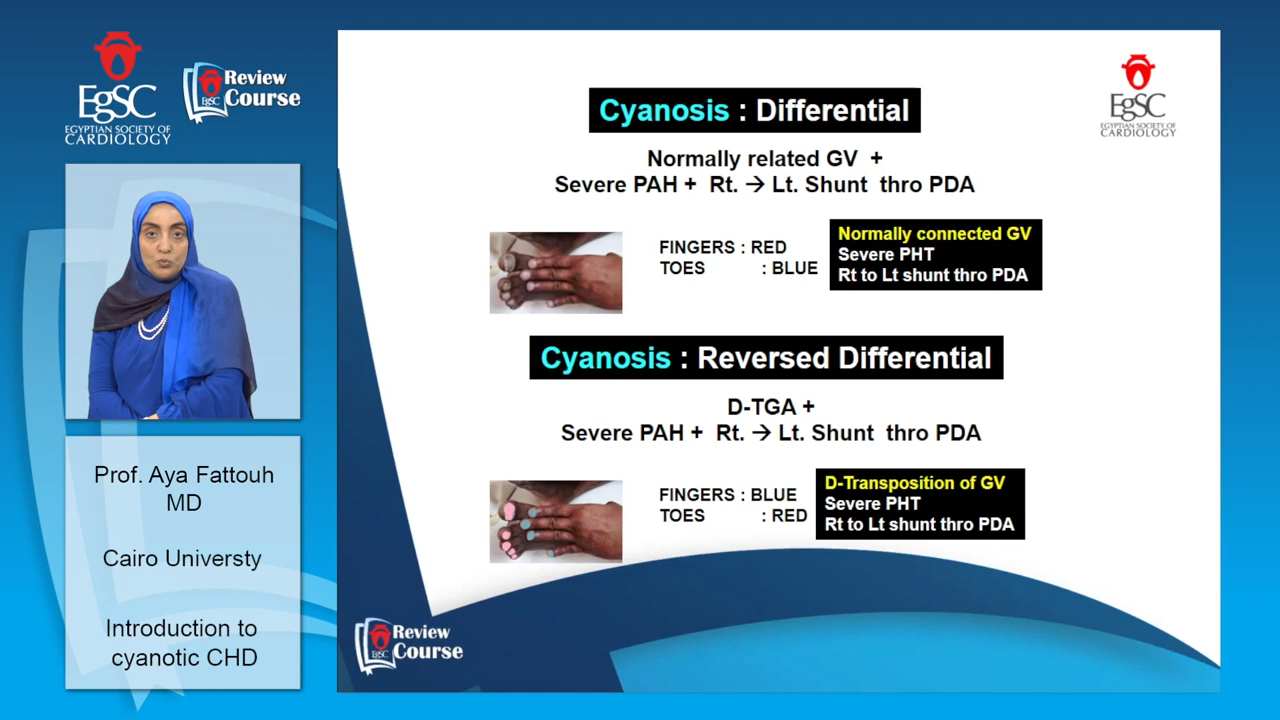 EgSC
EGYPTIAN SOCIETY OF
CARDIOLOGY
EgSC
Review
Course
Prof. Aya Fattouh
MD
Cairo Universty
Introduction to
cyanotic CHD
EgSC
EGYPTIAN SOCIETY OF
CARDIOLOGY
Cyanosis : Differential
Normally related GV +
Severe PAH + Rt. → Lt. Shunt thro PDA
FINGERS : RED
TOES : BLUE
Normally connected GV
Severe PHT
Rt to Lt shunt thro PDA
Cyanosis : Reversed Differential
D-TGA +
Severe PAH + Rt. → Lt. Shunt thro PDA
FINGERS : BLUE
TOES : RED
D-Transposition of GV
Severe PHT
Rt to Lt shunt thro PDA
EgSC
Review
Course